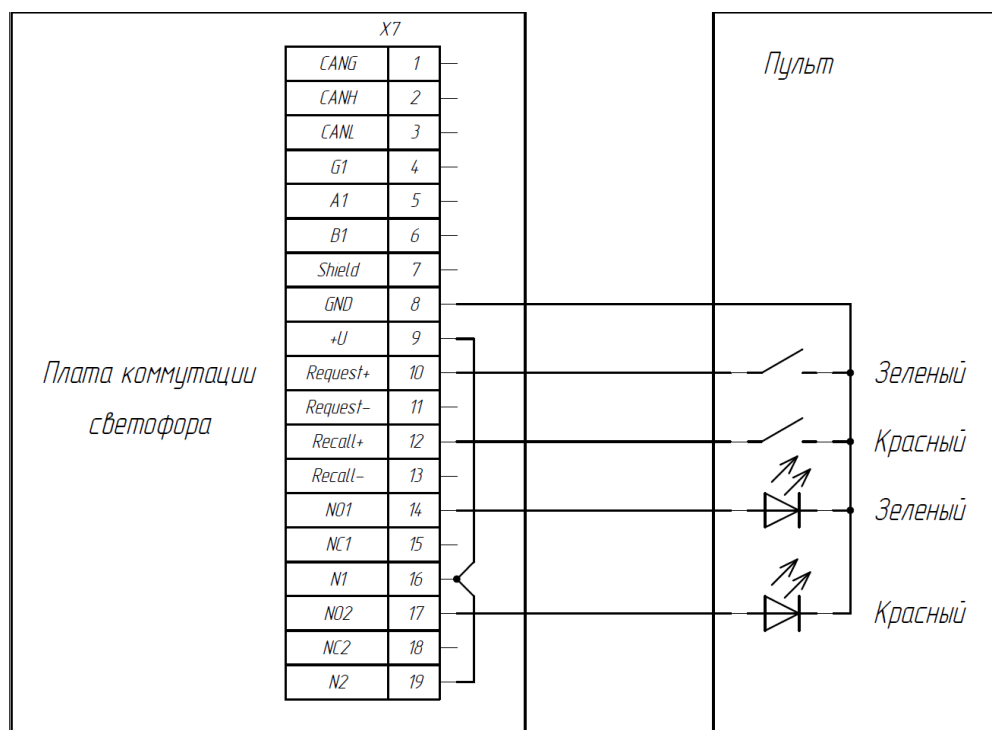 X7
CANG 1
CANH 2
CANL 3
G1 4
A1 5
B1 6
Shield 7
GND 8
+U 9
Request+ 10
Request- 11
Recall+ 12
Recall- 13
NO1 14
NC1 15
N1 16
NO2 17
NC2 18
N2 19
Плата коммутации
светофора
Пульт
Зеленый
Красный
Зеленый
Красный